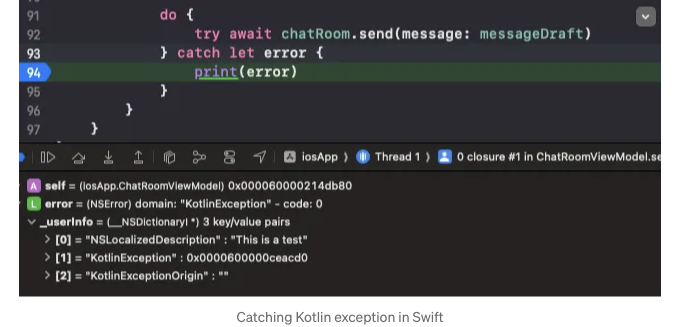 91 do {
92 try await chatRoom.send(message: messageDraft)
93 } catch let error {
94 print(error)
95 }
96 }
97 }
iosApp Thread 1 0 closure #1 in ChatRoomViewModel.se
A self = (iosApp.ChatRoomViewModel) 0x000060000214db80
L error = (NSError) domain: "KotlinException" - code: 0
_userInfo = (__NSDictionaryI *) 3 key/value pairs
[0] = "NSLocalizedDescription" : "This is a test"
[1] = "KotlinException" : 0x0000600000ceacd0
[2] = "KotlinExceptionOrigin" : ""
Catching Kotlin exception in Swift